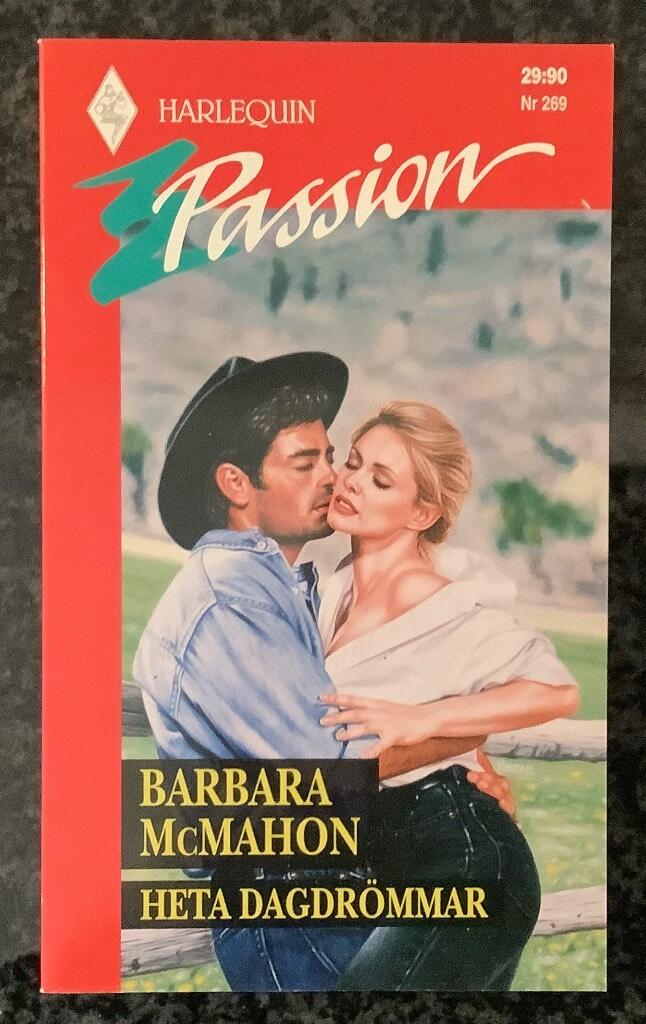 29:90
Nr 269
HARLEQUIN
Passion
BARBARA
McMAHON
HETA DAGDRÖMMAR